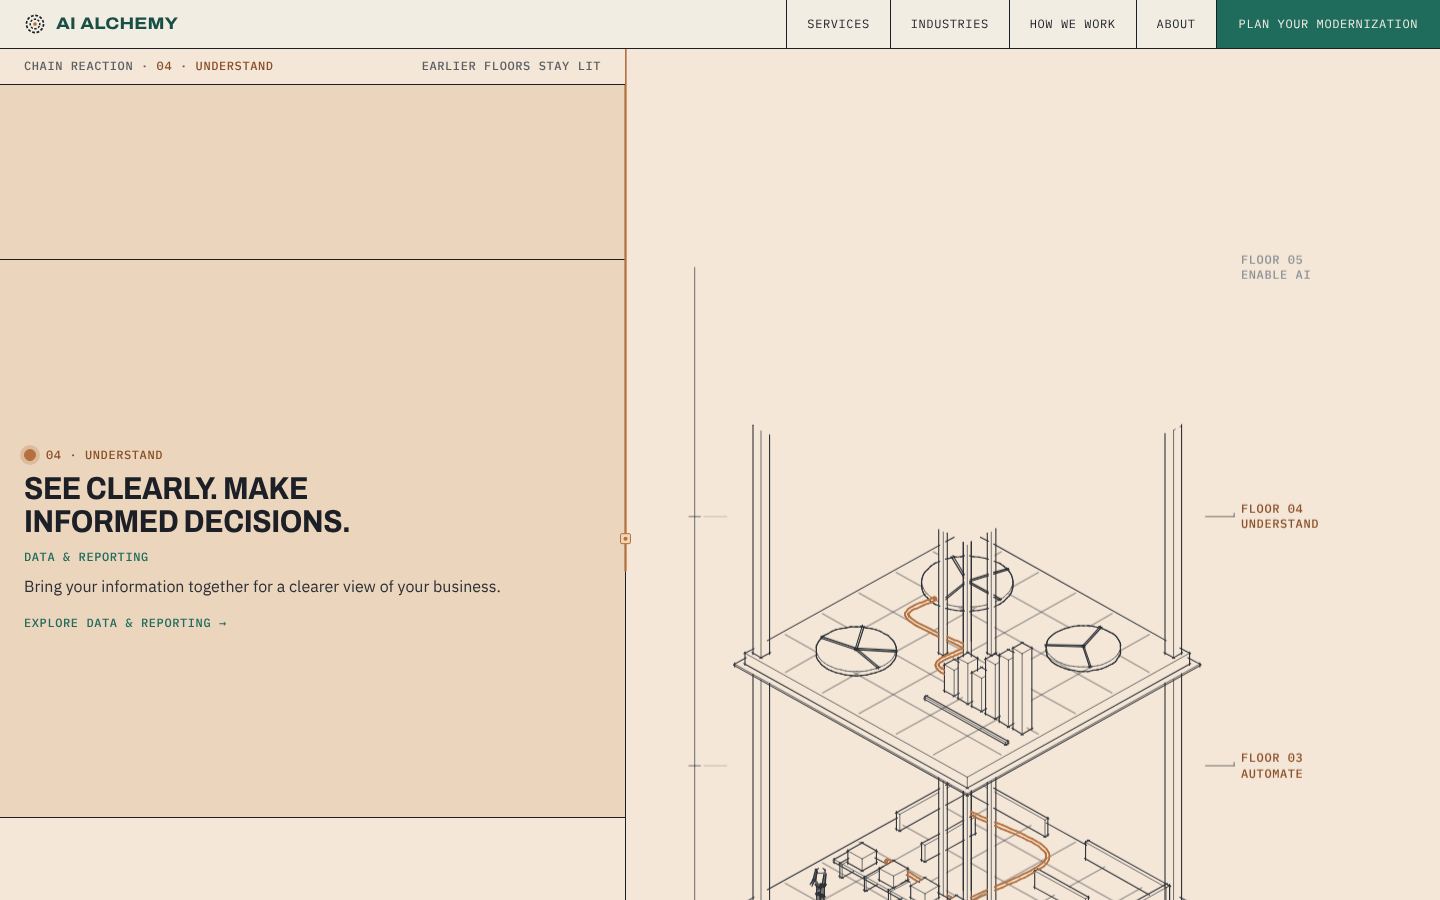 AI ALCHEMY
SERVICES
INDUSTRIES
HOW WE WORK
ABOUT
PLAN YOUR MODERNIZATION
CHAIN REACTION · 04 · UNDERSTAND
EARLIER FLOORS STAY LIT
04 · UNDERSTAND
SEE CLEARLY. MAKE
INFORMED DECISIONS.
DATA & REPORTING
Bring your information together for a clearer view of your business.
EXPLORE DATA & REPORTING →
FLOOR 05
ENABLE AI
FLOOR 04
UNDERSTAND
FLOOR 03
AUTOMATE